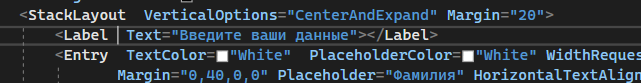 <StackLayout  VerticalOptions="CenterAndExpand" Margin="20">
<Label  Text="Введите ваши данные"></Label>
<Entry  TextColor="White"  PlaceholderColor="White" WidthReques
Margin="0,40,0,0" Placeholder="Фамилия" HorizontalTextAlig